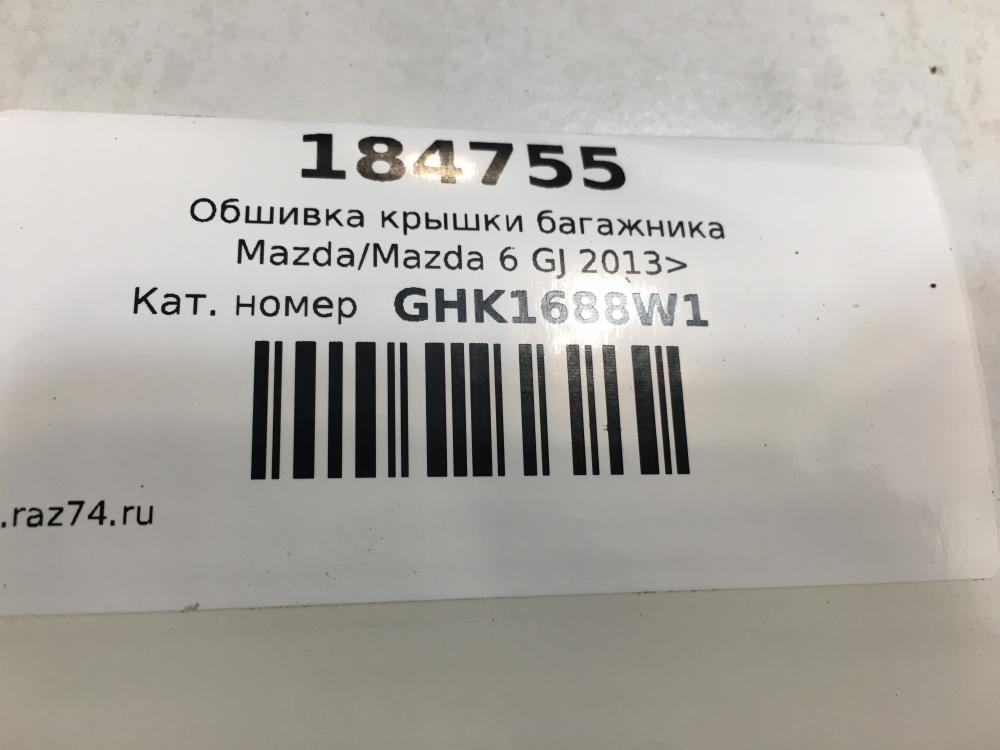 184755
Обшивка крышки багажника
Mazda/Mazda 6 GJ 2013>
Кат. номер GHK1688W1
.raz74.ru